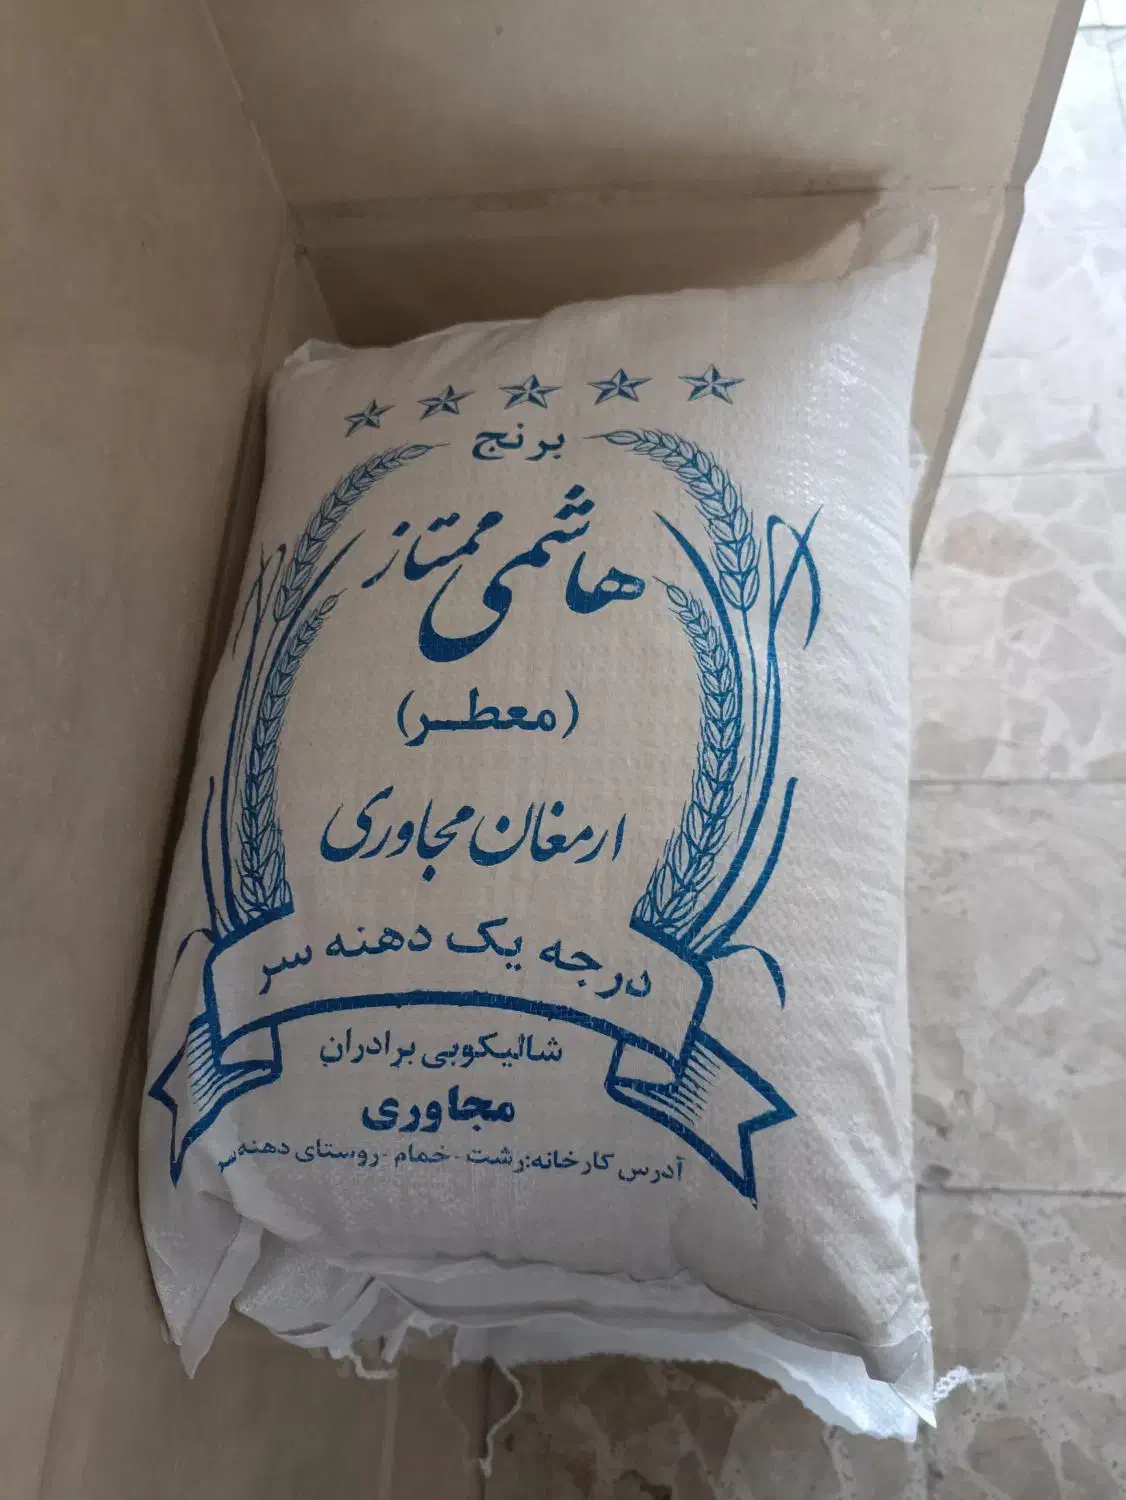 برنج
هاشمی ممتاز
(معطر)
ارمغان مجاوری
درجه یک دهنه سر
شالیکوبی برادران
مجاوری
آدرس کارخانه: رشت - خمام - روستای دهنه سر